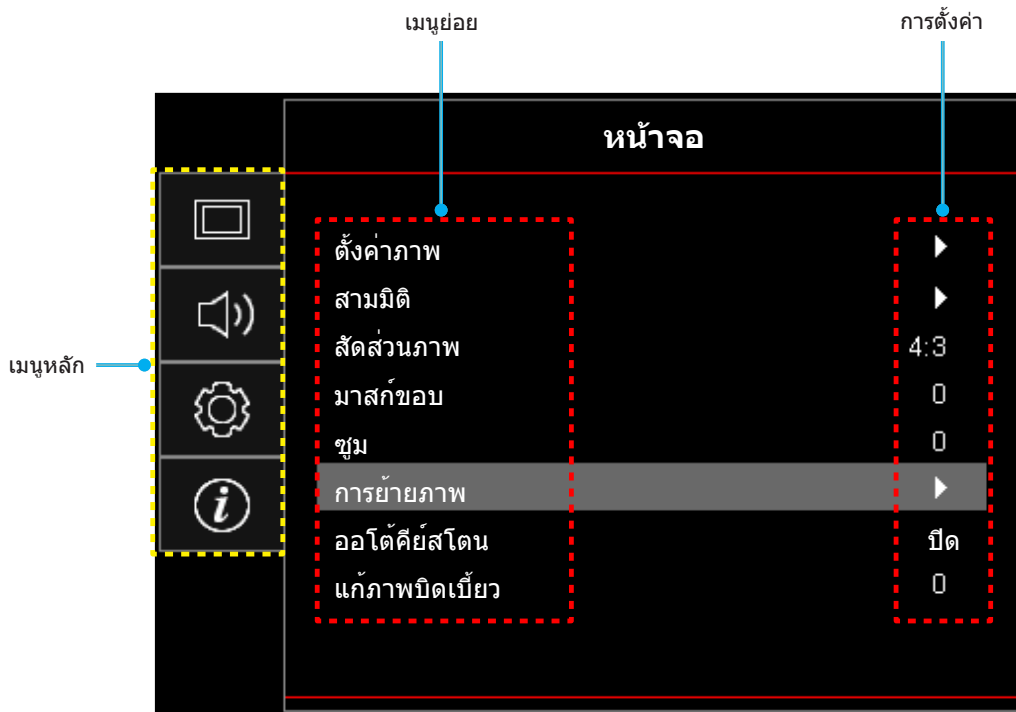 เมนูย่อย
การตั้งค่า
หน้าจอ
เมนูหลัก
ตั้งค่าภาพ
สามมิติ
สัดส่วนภาพ 4:3
มาสก์ขอบ 0
ซูม 0
การย้ายภาพ
ออโต้คีย์สโตน ปิด
แก้ภาพบิดเบี้ยว 0